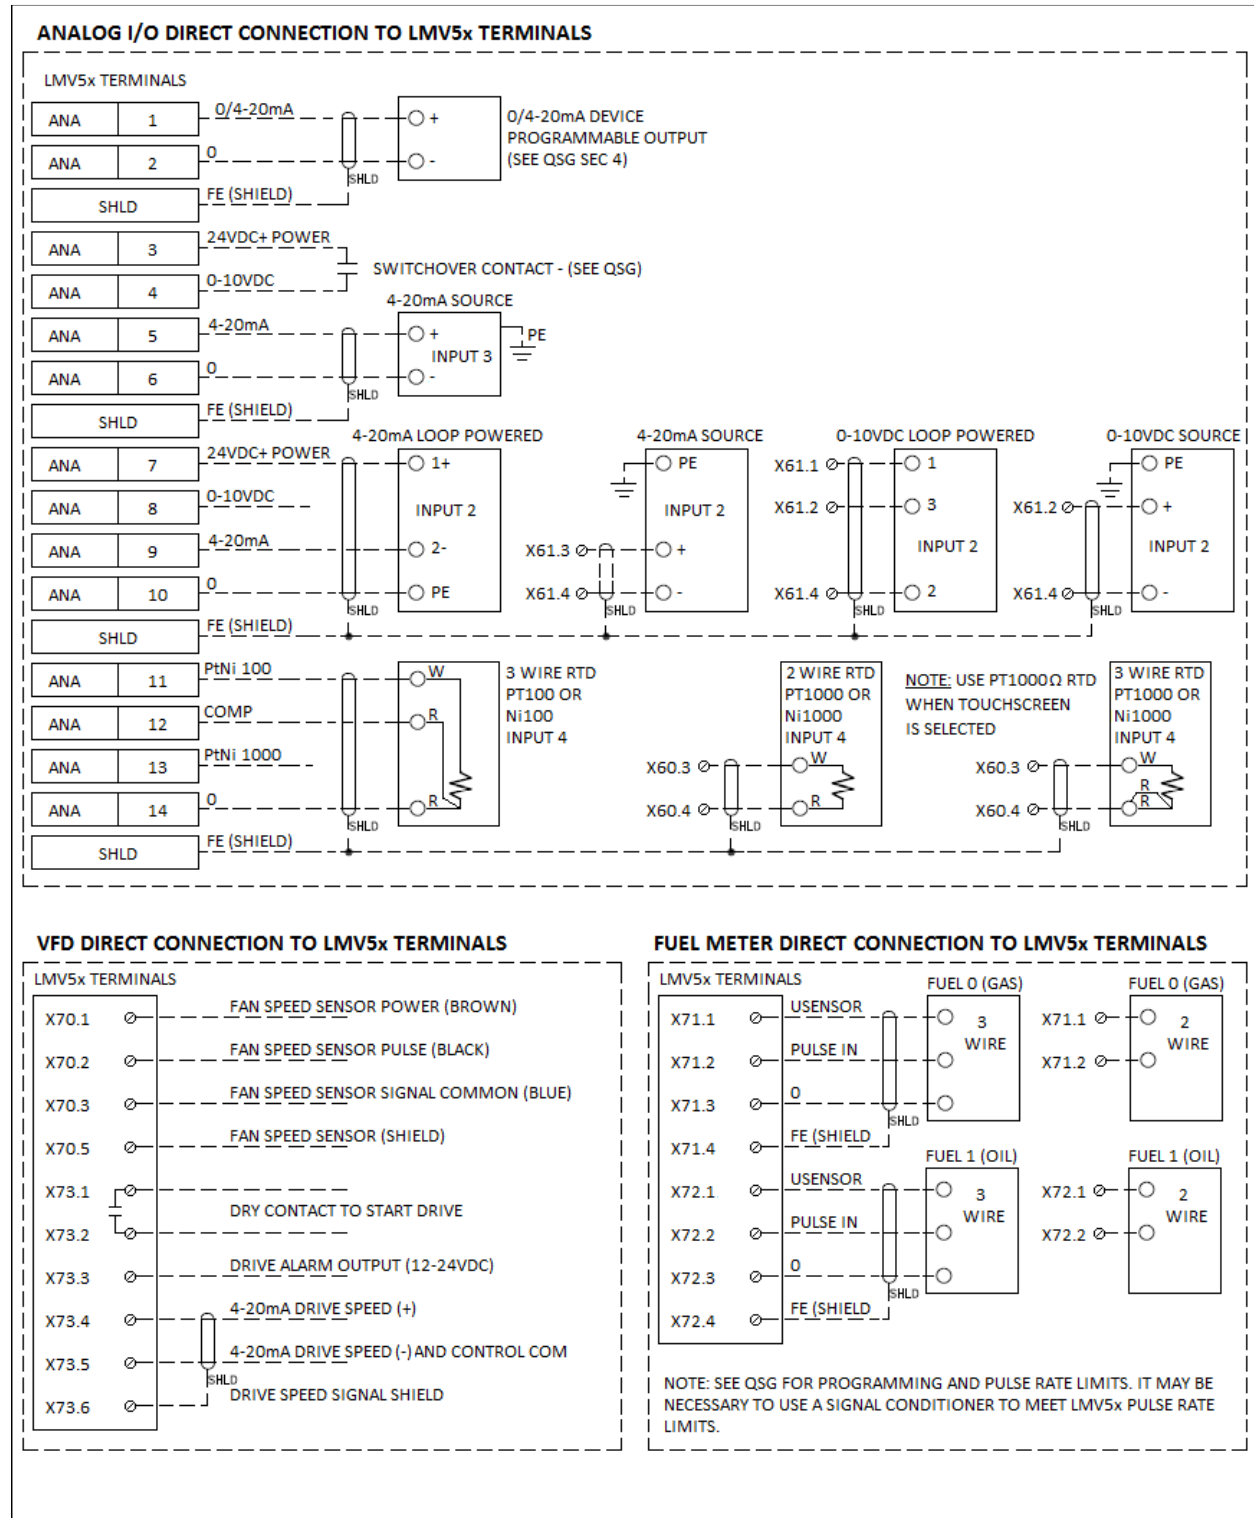 ANALOG I/O DIRECT CONNECTION TO LMV5x TERMINALS
LMV5x TERMINALS
ANA 1 0/4-20mA +
0/4-20mA DEVICE
PROGRAMMABLE OUTPUT
(SEE QSG SEC 4)
ANA 2 0 -
SHLD
SHLD FE (SHIELD)
ANA 3 24VDC+ POWER
SWITCHOVER CONTACT - (SEE QSG)
ANA 4 0-10VDC
4-20mA SOURCE
ANA 5 4-20mA + PE
INPUT 3
ANA 6 0 -
SHLD
SHLD FE (SHIELD)
4-20mA LOOP POWERED 4-20mA SOURCE 0-10VDC LOOP POWERED 0-10VDC SOURCE
ANA 7 24VDC+ POWER 1+ PE X61.1 1 PE
ANA 8 0-10VDC INPUT 2 INPUT 2 X61.2 3 X61.2 +
ANA 9 4-20mA 2- X61.3 + INPUT 2 INPUT 2
ANA 10 0 PE X61.4 - X61.4 2 X61.4 -
SHLD SHLD SHLD SHLD
SHLD FE (SHIELD)
ANA 11 PtNi 100 W
3 WIRE RTD
PT100 OR
Ni100
INPUT 4
2 WIRE RTD
PT1000 OR
Ni1000
INPUT 4
NOTE: USE PT1000Ω RTD
WHEN TOUCHSCREEN
IS SELECTED
3 WIRE RTD
PT1000 OR
Ni1000
INPUT 4
ANA 12 COMP R
ANA 13 PtNi 1000 X60.3 W X60.3 W
R
ANA 14 0 R X60.4 R X60.4 R
SHLD SHLD SHLD
SHLD FE (SHIELD)
VFD DIRECT CONNECTION TO LMV5x TERMINALS
LMV5x TERMINALS
X70.1 FAN SPEED SENSOR POWER (BROWN)
X70.2 FAN SPEED SENSOR PULSE (BLACK)
X70.3 FAN SPEED SENSOR SIGNAL COMMON (BLUE)
X70.5 FAN SPEED SENSOR (SHIELD)
X73.1
DRY CONTACT TO START DRIVE
X73.2
X73.3 DRIVE ALARM OUTPUT (12-24VDC)
X73.4 4-20mA DRIVE SPEED (+)
X73.5 4-20mA DRIVE SPEED (-) AND CONTROL COM
SHLD
X73.6 DRIVE SPEED SIGNAL SHIELD
FUEL METER DIRECT CONNECTION TO LMV5x TERMINALS
LMV5x TERMINALS FUEL 0 (GAS) FUEL 0 (GAS)
X71.1 USENSOR 3 X71.1 2
WIRE WIRE
X71.2 PULSE IN X71.2
X71.3 0
SHLD
X71.4 FE (SHIELD
FUEL 1 (OIL) FUEL 1 (OIL)
X72.1 USENSOR 3 X72.1 2
WIRE WIRE
X72.2 PULSE IN X72.2
X72.3 0
SHLD
X72.4 FE (SHIELD
NOTE: SEE QSG FOR PROGRAMMING AND PULSE RATE LIMITS. IT MAY BE
NECESSARY TO USE A SIGNAL CONDITIONER TO MEET LMV5x PULSE RATE
LIMITS.